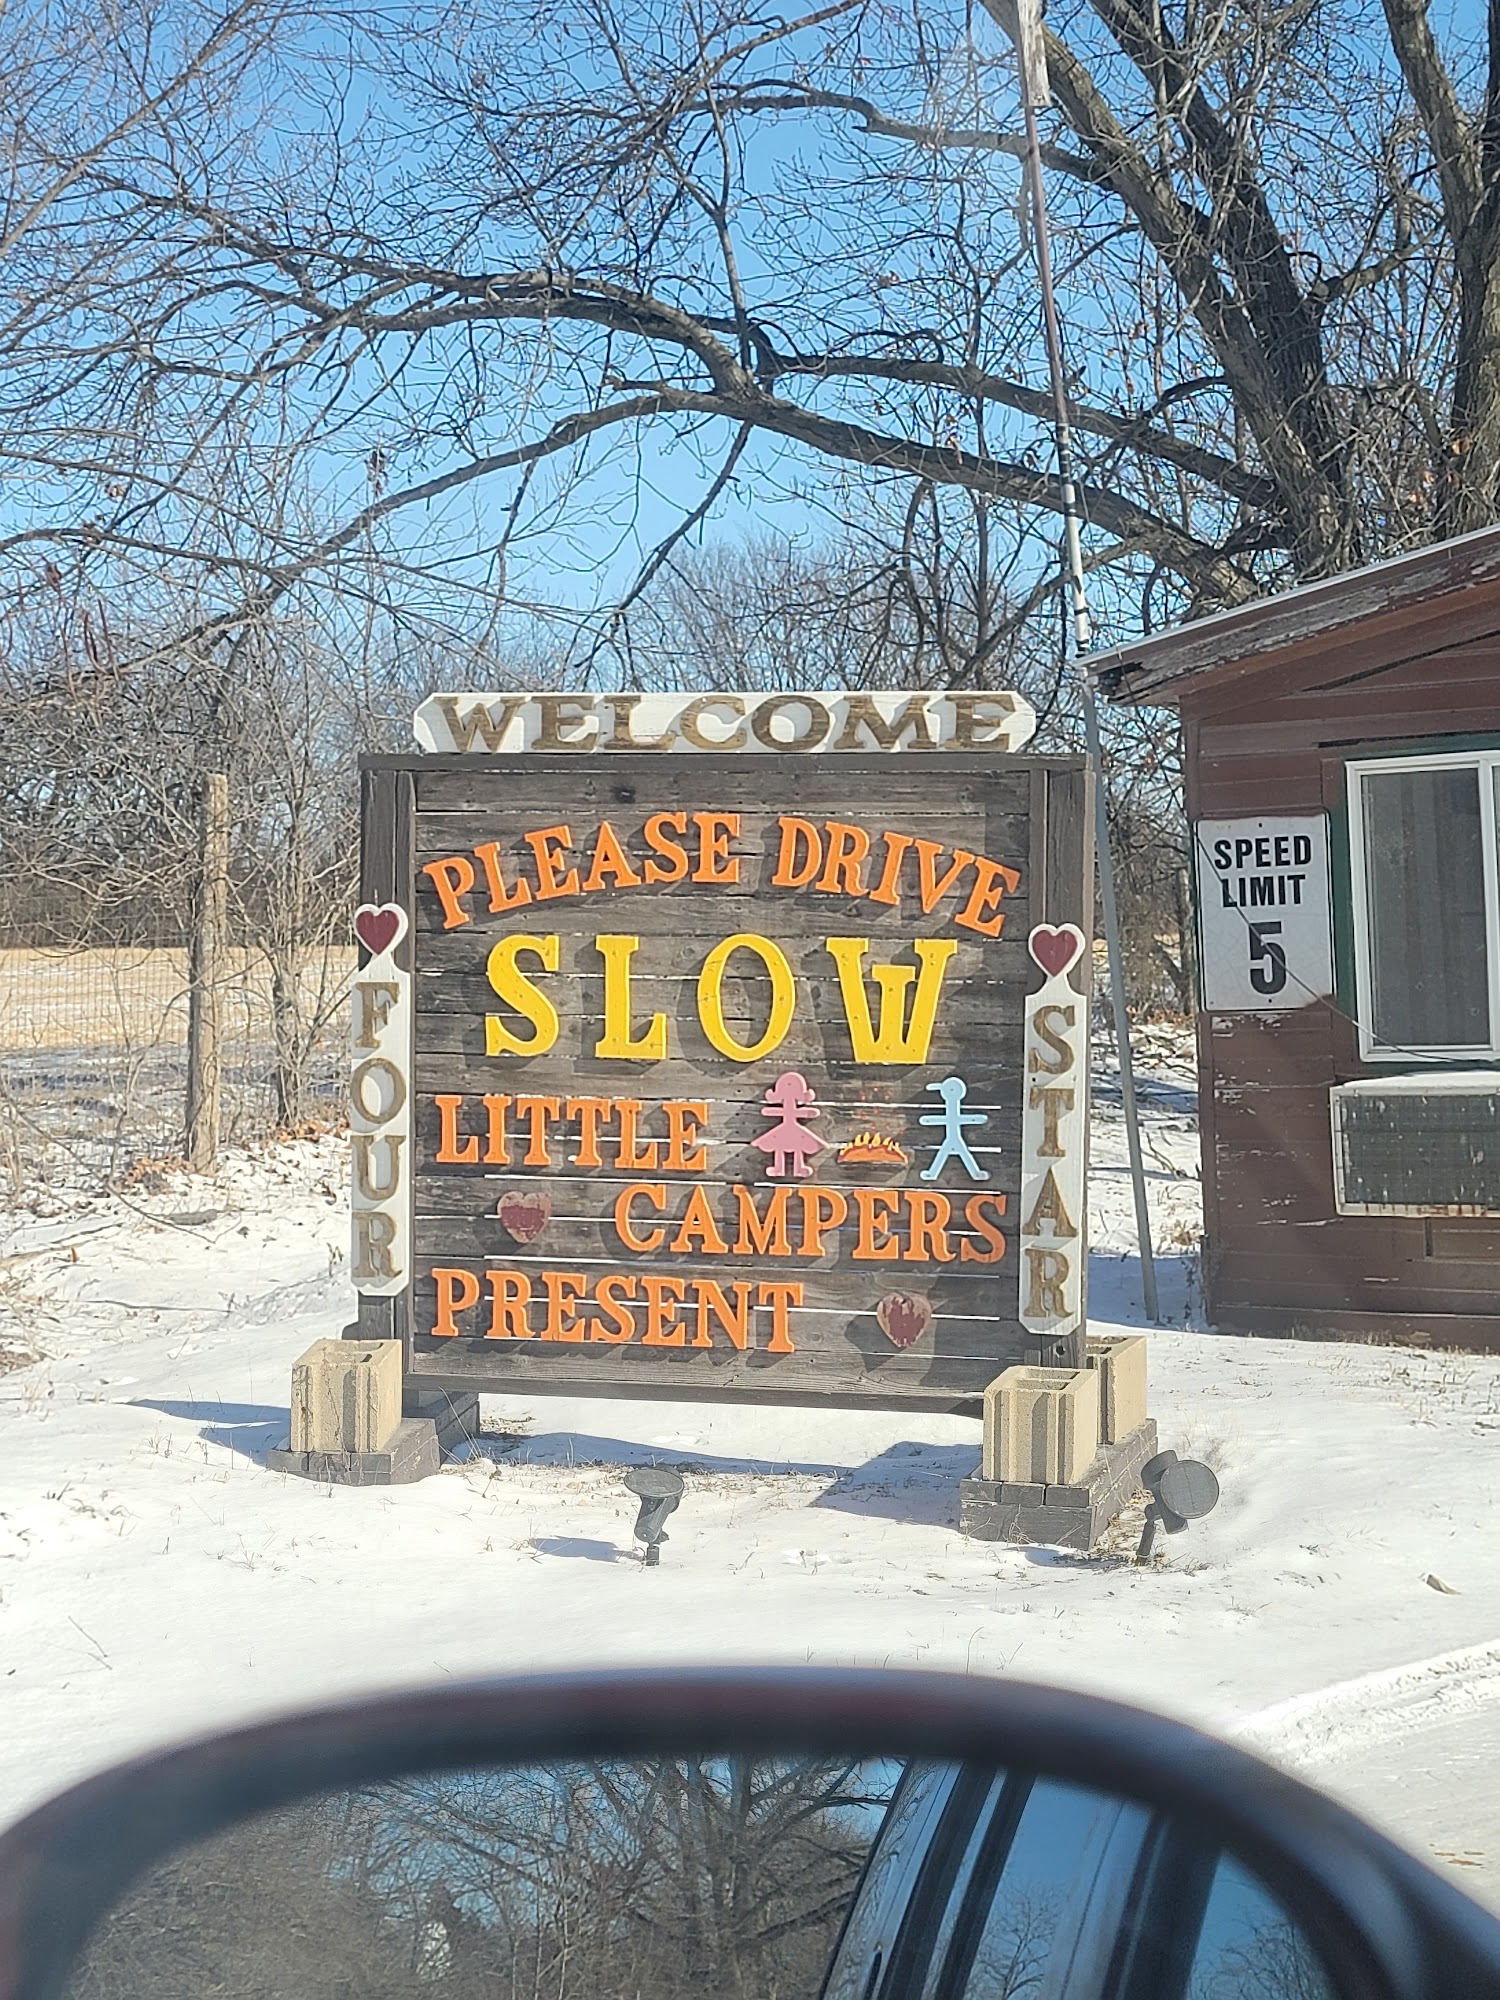 WELCOME
PLEASE DRIVE
SLOW
LITTLE
CAMPERS
PRESENT
FOUR
STAR
SPEED
LIMIT
5